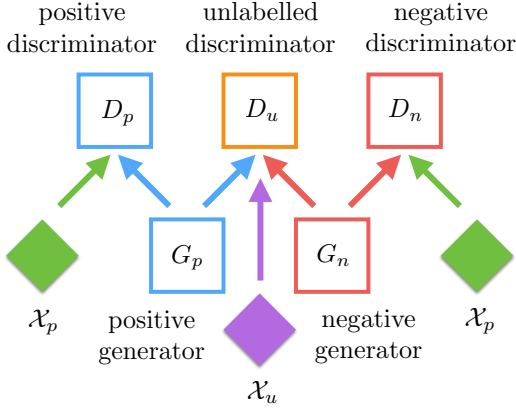 positive
discriminator
unlabelled
discriminator
negative
discriminator
D_p
D_u
D_n
G_p
G_n
X_p
positive
generator
negative
generator
X_p
X_u